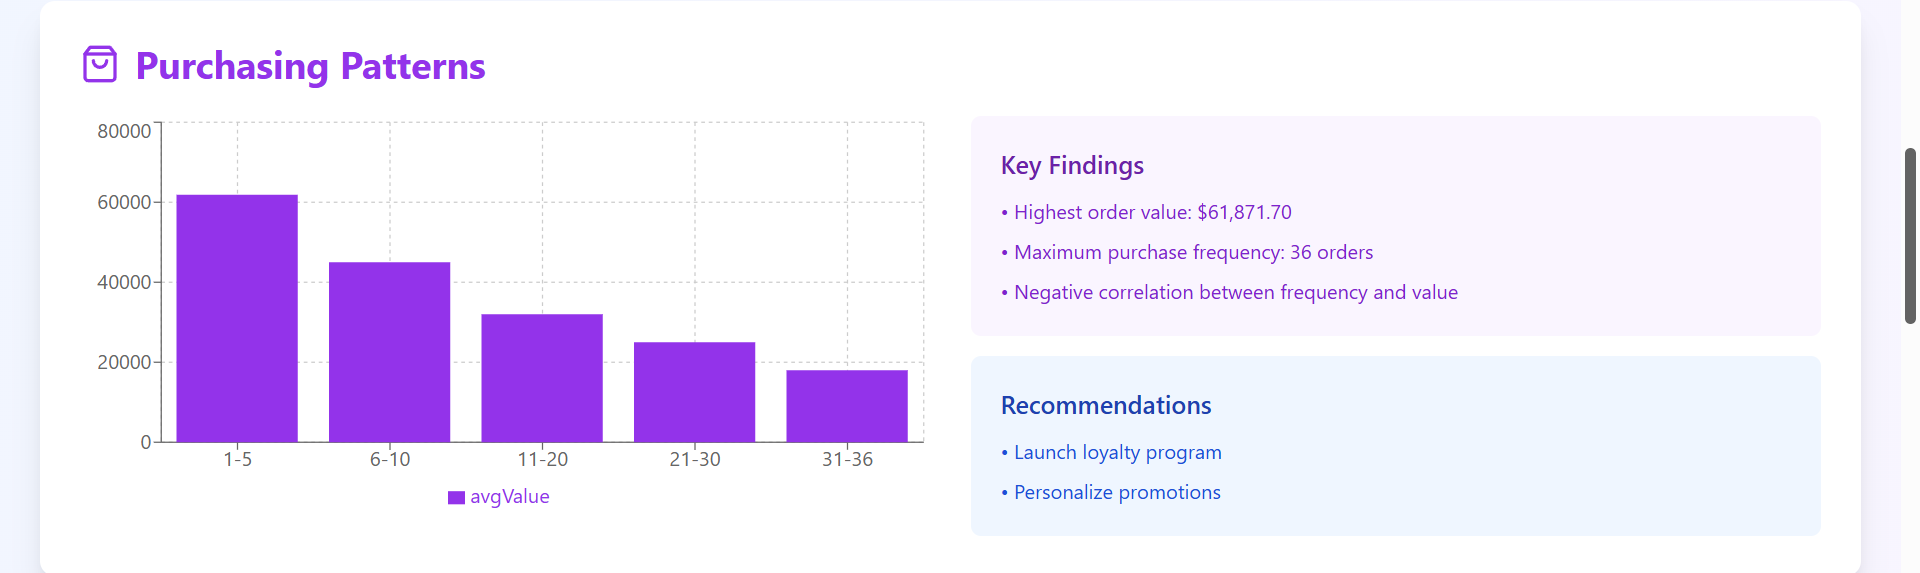 Purchasing Patterns
80000
60000
40000
20000
0
1-5 6-10 11-20 21-30 31-36
avgValue
Key Findings
• Highest order value: $61,871.70
• Maximum purchase frequency: 36 orders
• Negative correlation between frequency and value
Recommendations
• Launch loyalty program
• Personalize promotions